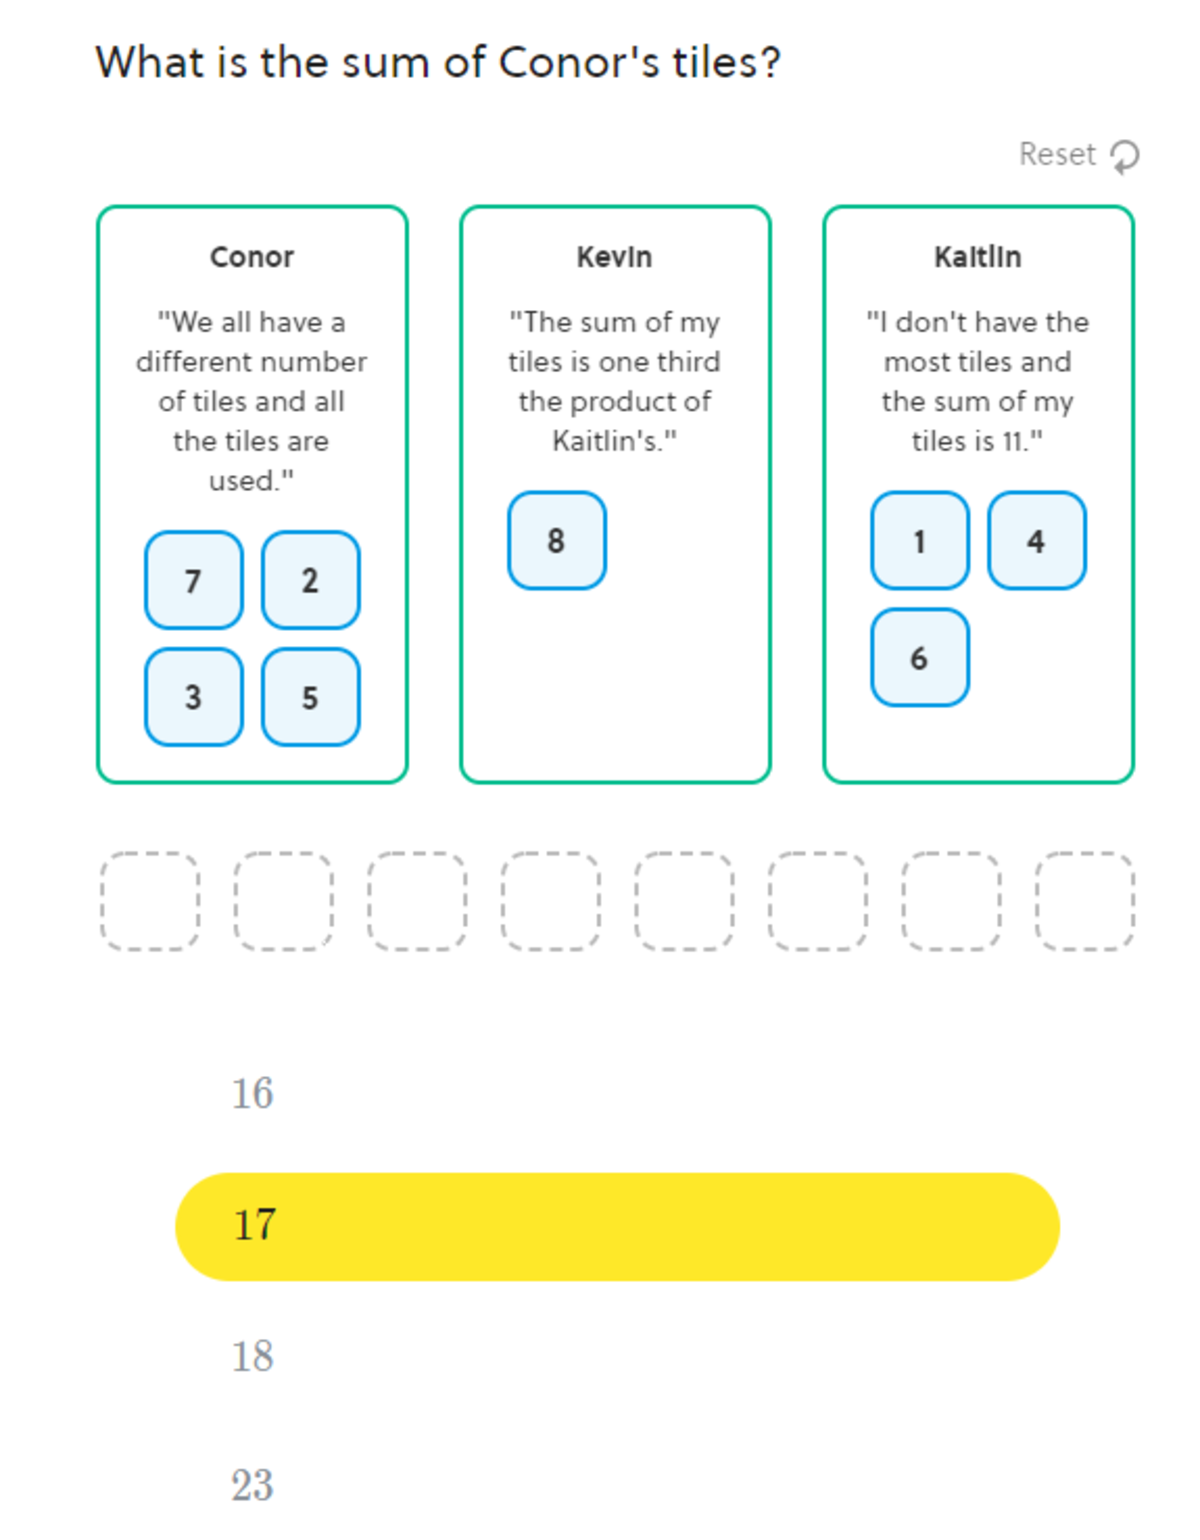 What is the sum of Conor's tiles?
Reset
Conor
"We all have a
different number
of tiles and all
the tiles are
used."
7 2
3 5
Kevin
"The sum of my
tiles is one third
the product of
Kaitlin's."
8
Kaitlin
"I don't have the
most tiles and
the sum of my
tiles is 11."
1 4
6
16
17
18
23